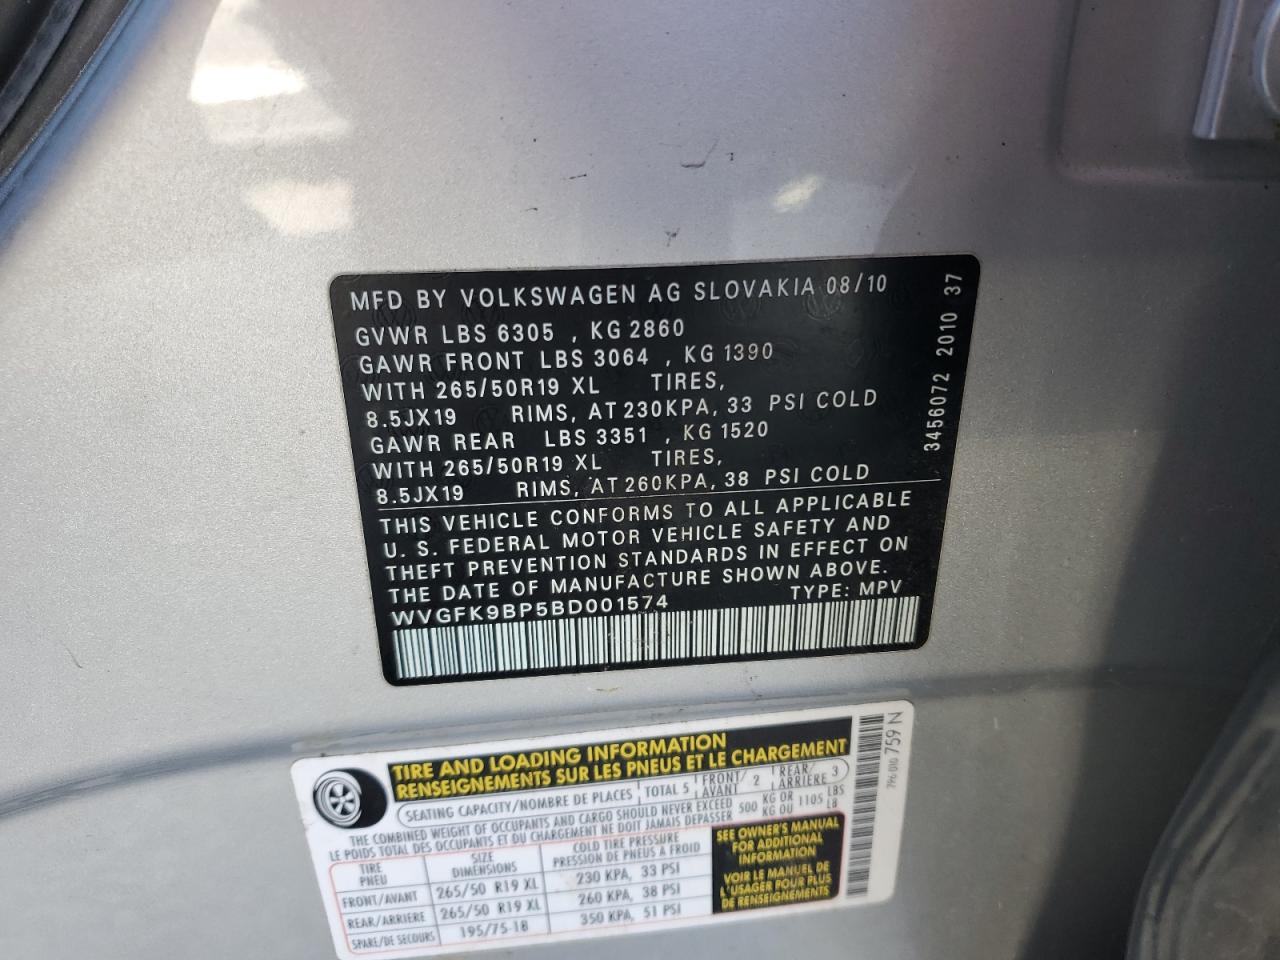 MFD BY VOLKSWAGEN AG SLOVAKIA 08/10
GVWR LBS 6305 , KG 2860
GAWR FRONT LBS 3064 , KG 1390
WITH 265/50R19 XL TIRES,
8.5JX19 RIMS, AT 230KPA, 33 PSI COLD
GAWR REAR LBS 3351 , KG 1520
WITH 265/50R19 XL TIRES,
8.5JX19 RIMS, AT 260KPA, 38 PSI COLD
THIS VEHICLE CONFORMS TO ALL APPLICABLE
U. S. FEDERAL MOTOR VEHICLE SAFETY AND
THEFT PREVENTION STANDARDS IN EFFECT ON
THE DATE OF MANUFACTURE SHOWN ABOVE.
WVGFK9BP5BD001574 TYPE: MPV
3456072 2010 37
TIRE AND LOADING INFORMATION
RENSEIGNEMENTS SUR LES PNEUS ET LE CHARGEMENT
SEATING CAPACITY/NOMBRE DE PLACES TOTAL 5 FRONT/AVANT 2 REAR/ARRIÈRE 3
THE COMBINED WEIGHT OF OCCUPANTS AND CARGO SHOULD NEVER EXCEED 500 KG OR 1105 LBS
LE POIDS TOTAL DES OCCUPANTS ET DU CHARGEMENT NE DOIT JAMAIS DEPASSER KG OU LB
TIRE PNEU SIZE DIMENSIONS COLD TIRE PRESSURE PRESSION DE PNEUS A FROID
FRONT/AVANT 265/50 R19 XL 230 KPA, 33 PSI
REAR/ARRIÈRE 265/50 R19 XL 260 KPA, 38 PSI
SPARE/DE SECOURS 195/75-18 350 KPA, 51 PSI
SEE OWNER'S MANUAL
FOR ADDITIONAL
INFORMATION
VOIR LE MANUEL DE
L'USAGER POUR PLUS
DE RENSEIGNEMENTS
7P6 010 759 N